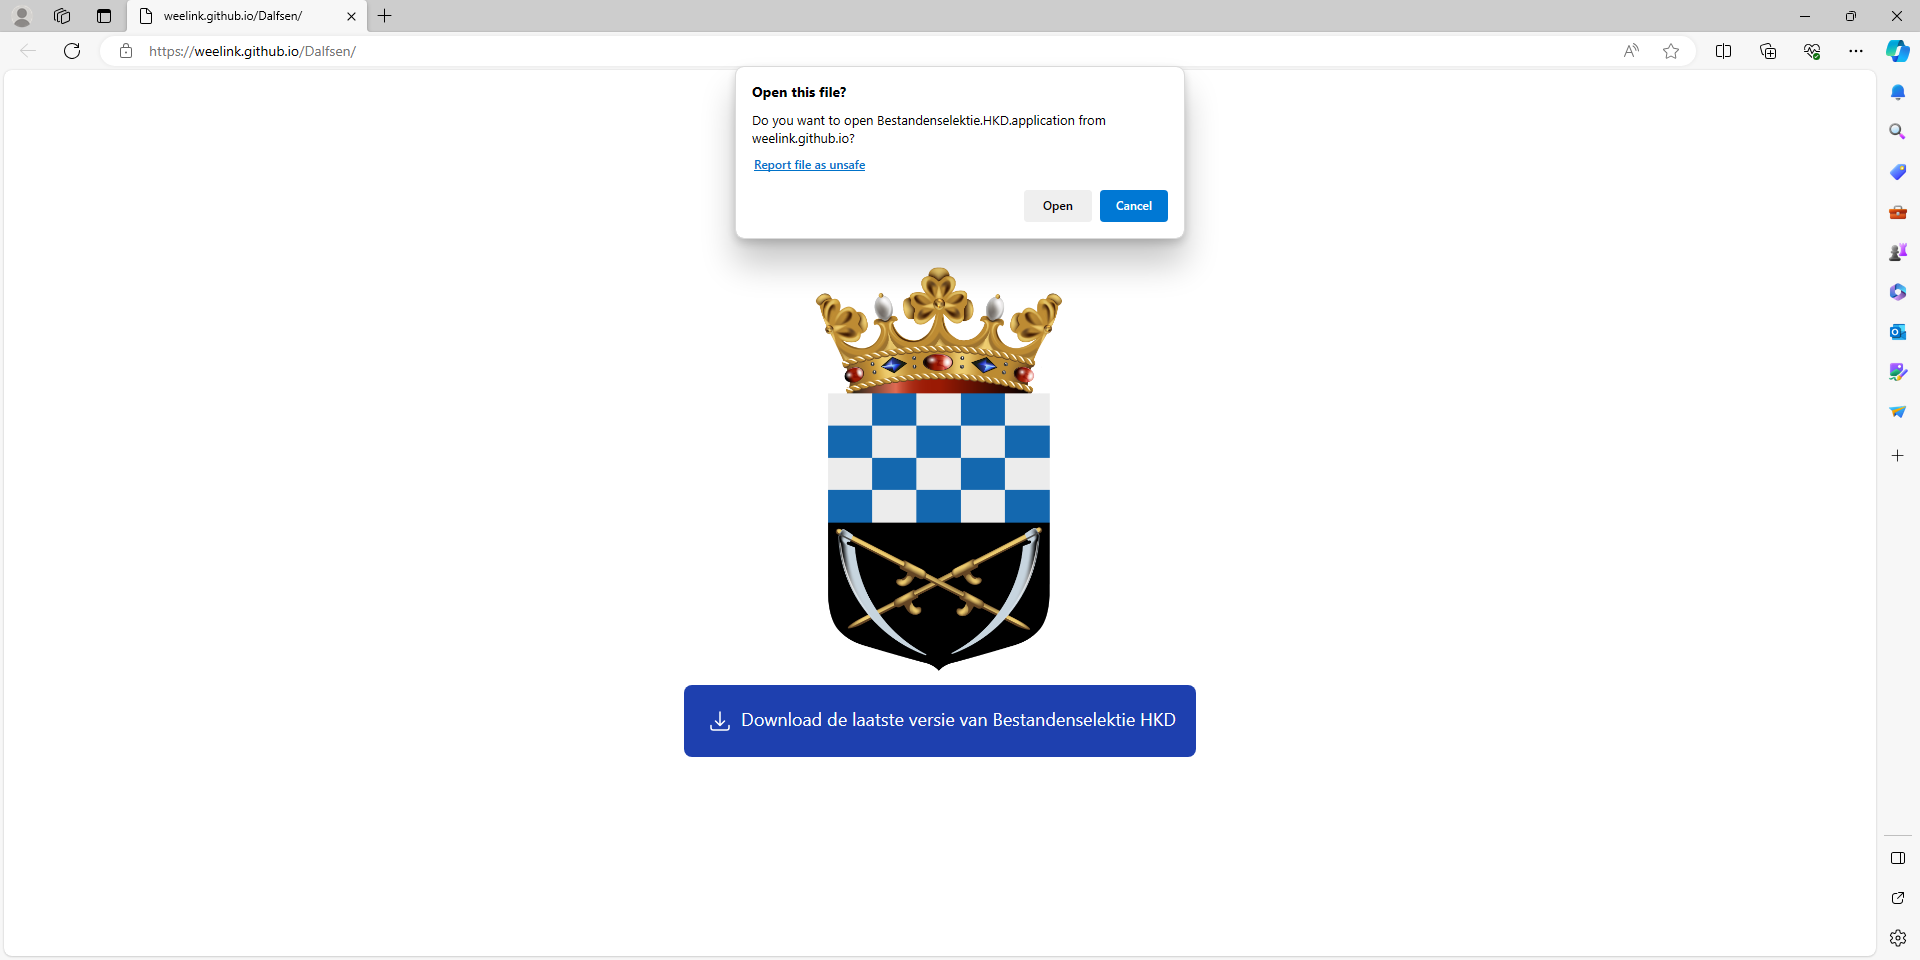 weelink.github.io/Dalfsen/
https://weelink.github.io/Dalfsen/
Open this file?
Do you want to open Bestandenselektie.HKD.application from
weelink.github.io?
Report file as unsafe
Open
Cancel
Download de laatste versie van Bestandenselektie HKD